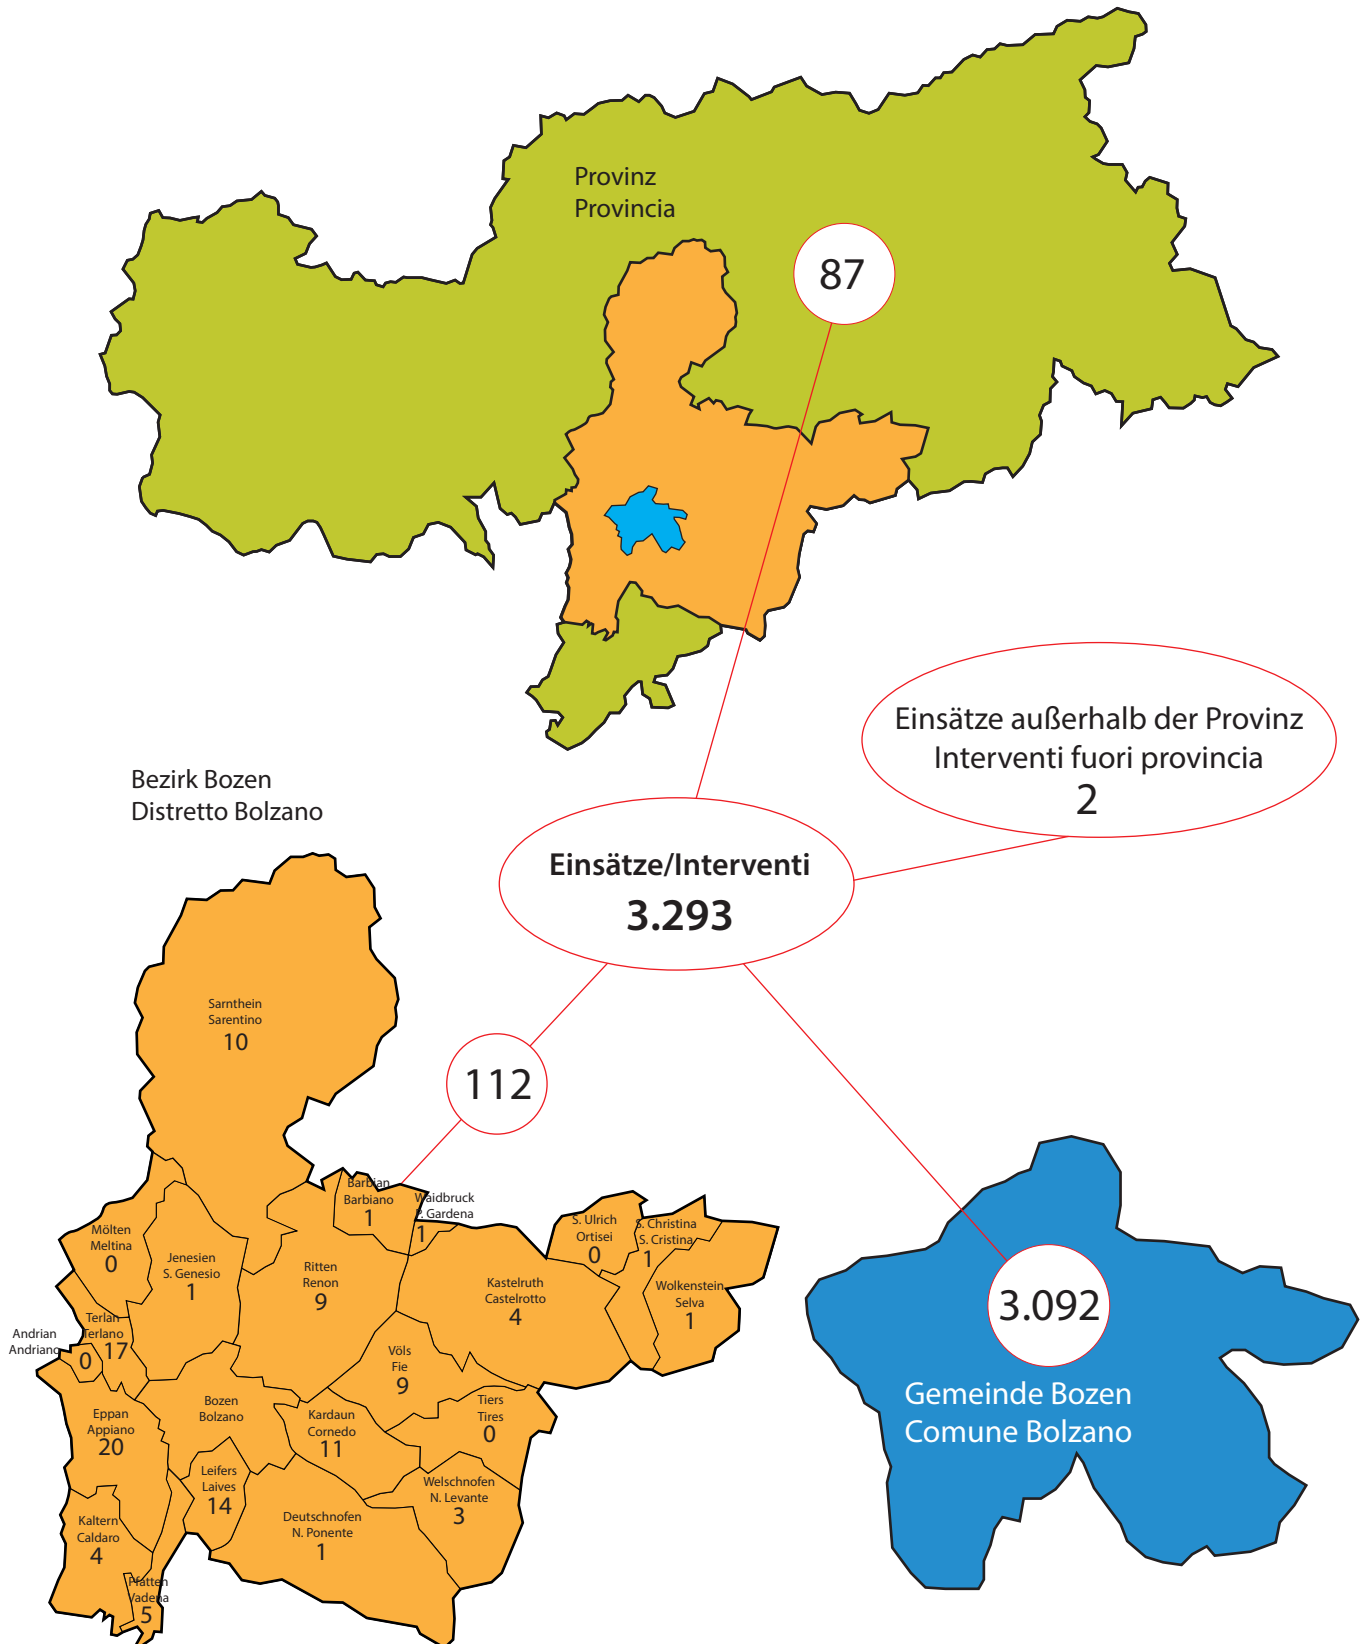 Provinz
Provincia
87
Einsätze außerhalb der Provinz
Interventi fuori provincia
2
Bezirk Bozen
Distretto Bolzano
Einsätze/Interventi
3.293
112
3.092
Gemeinde Bozen
Comune Bolzano
Sarnthein
Sarentino
10
Barbian
Barbiano
1
Waidbruck
P. Gardena
1
S. Ulrich
Ortisei
0
S. Christina
S. Cristina
1
Wolkenstein
Selva
1
Mölten
Meltina
0
Jenesien
S. Genesio
1
Ritten
Renon
9
Kastelruth
Castelrotto
4
Terlan
Terlano
17
Andrian
Andriano
0
Völs
Fie
9
Tiers
Tires
0
Eppan
Appiano
20
Bozen
Bolzano
Kardaun
Cornedo
11
Leifers
Laives
14
Welschnofen
N. Levante
3
Deutschnofen
N. Ponente
1
Kaltern
Caldaro
4
Pfatten
Vadena
5